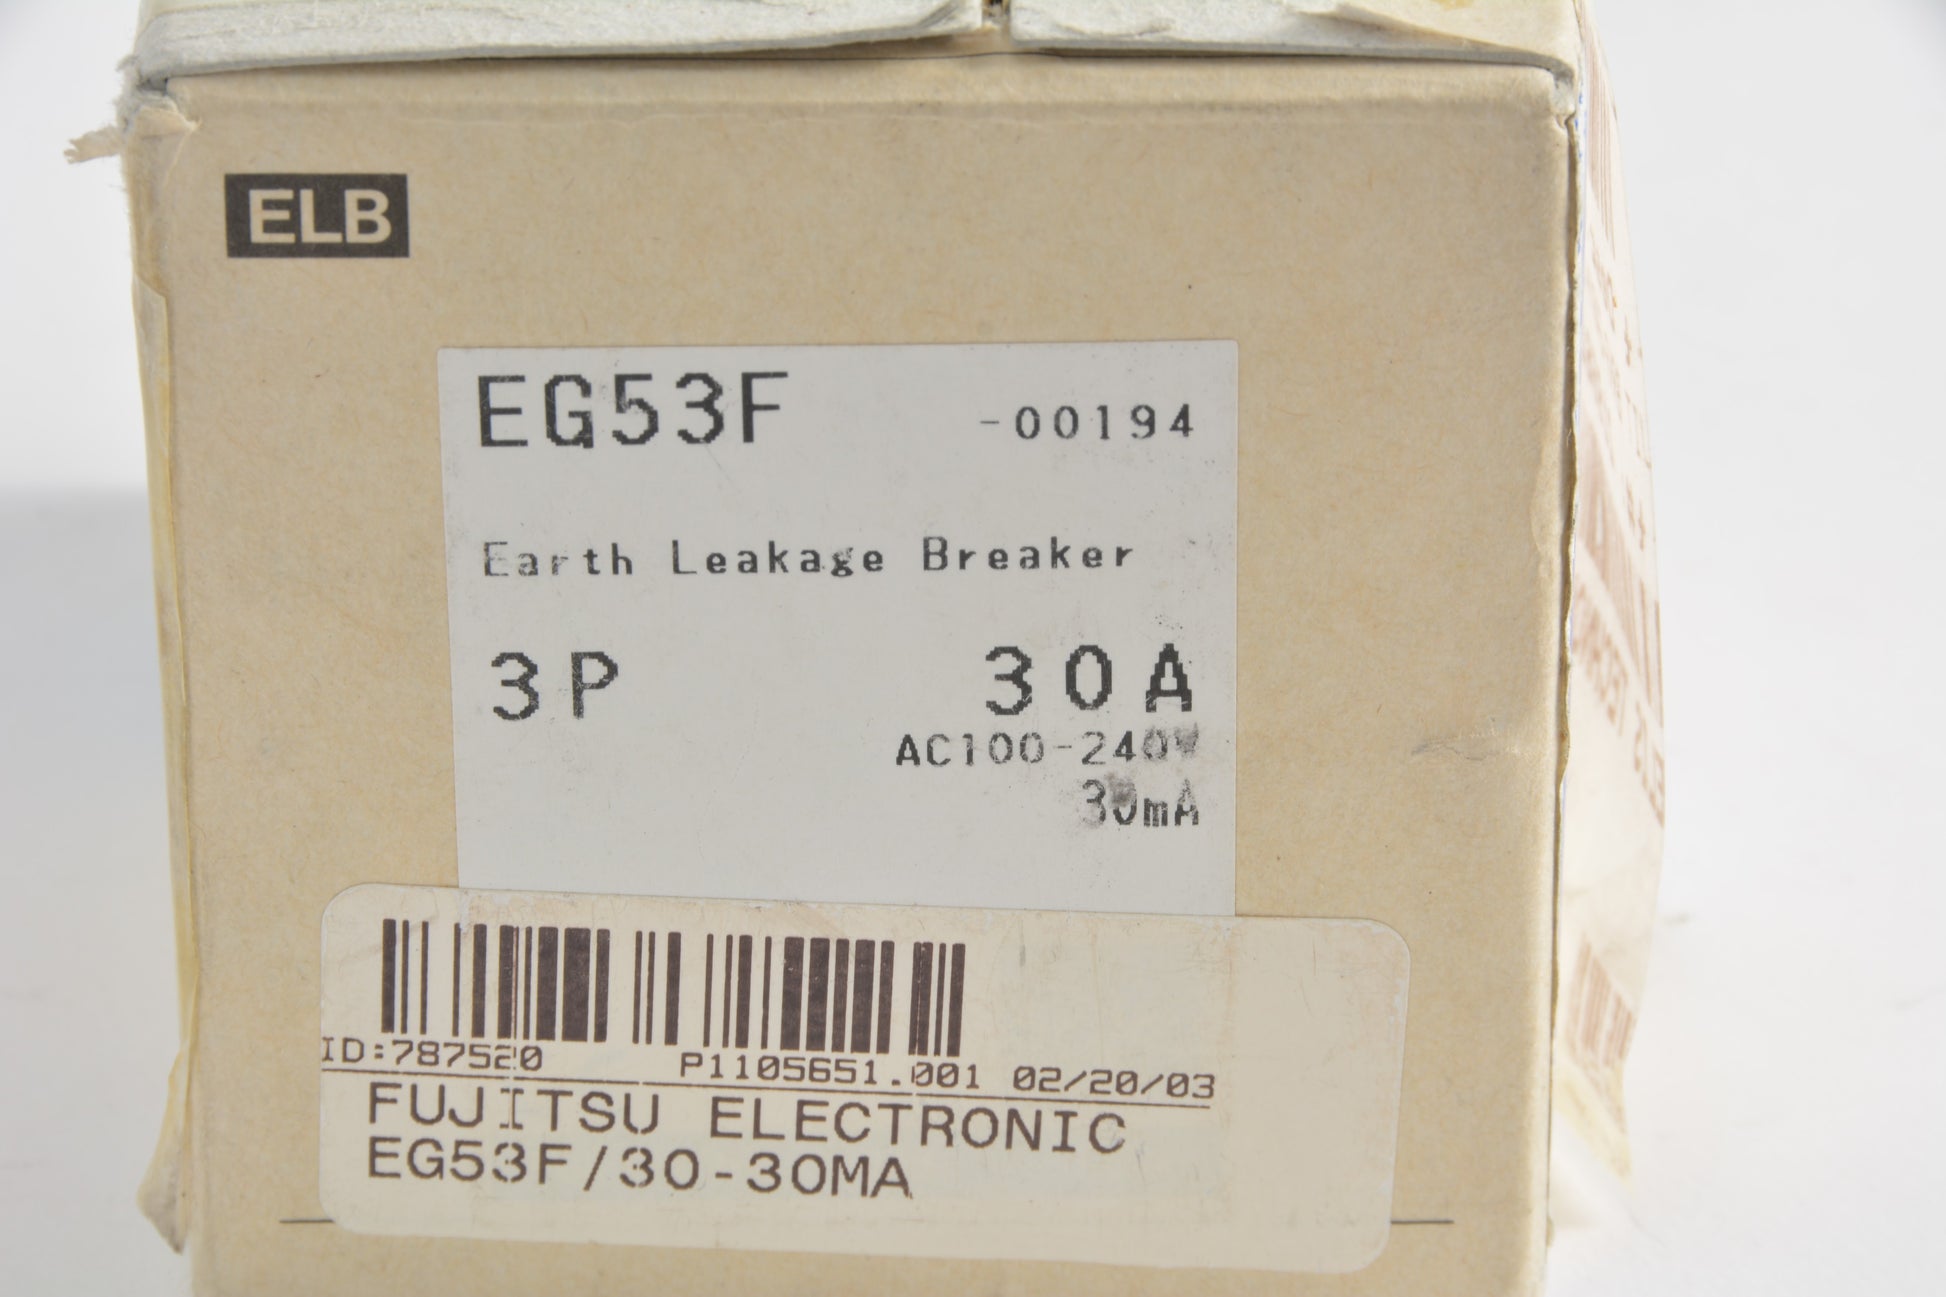 ELB
EG53F -00194
Earth Leakage Breaker
3P 30A
AC100-240V
30mA
ID:787520 P1105651.001 02/20/03
FUJITSU ELECTRONIC
EG53F/30-30MA